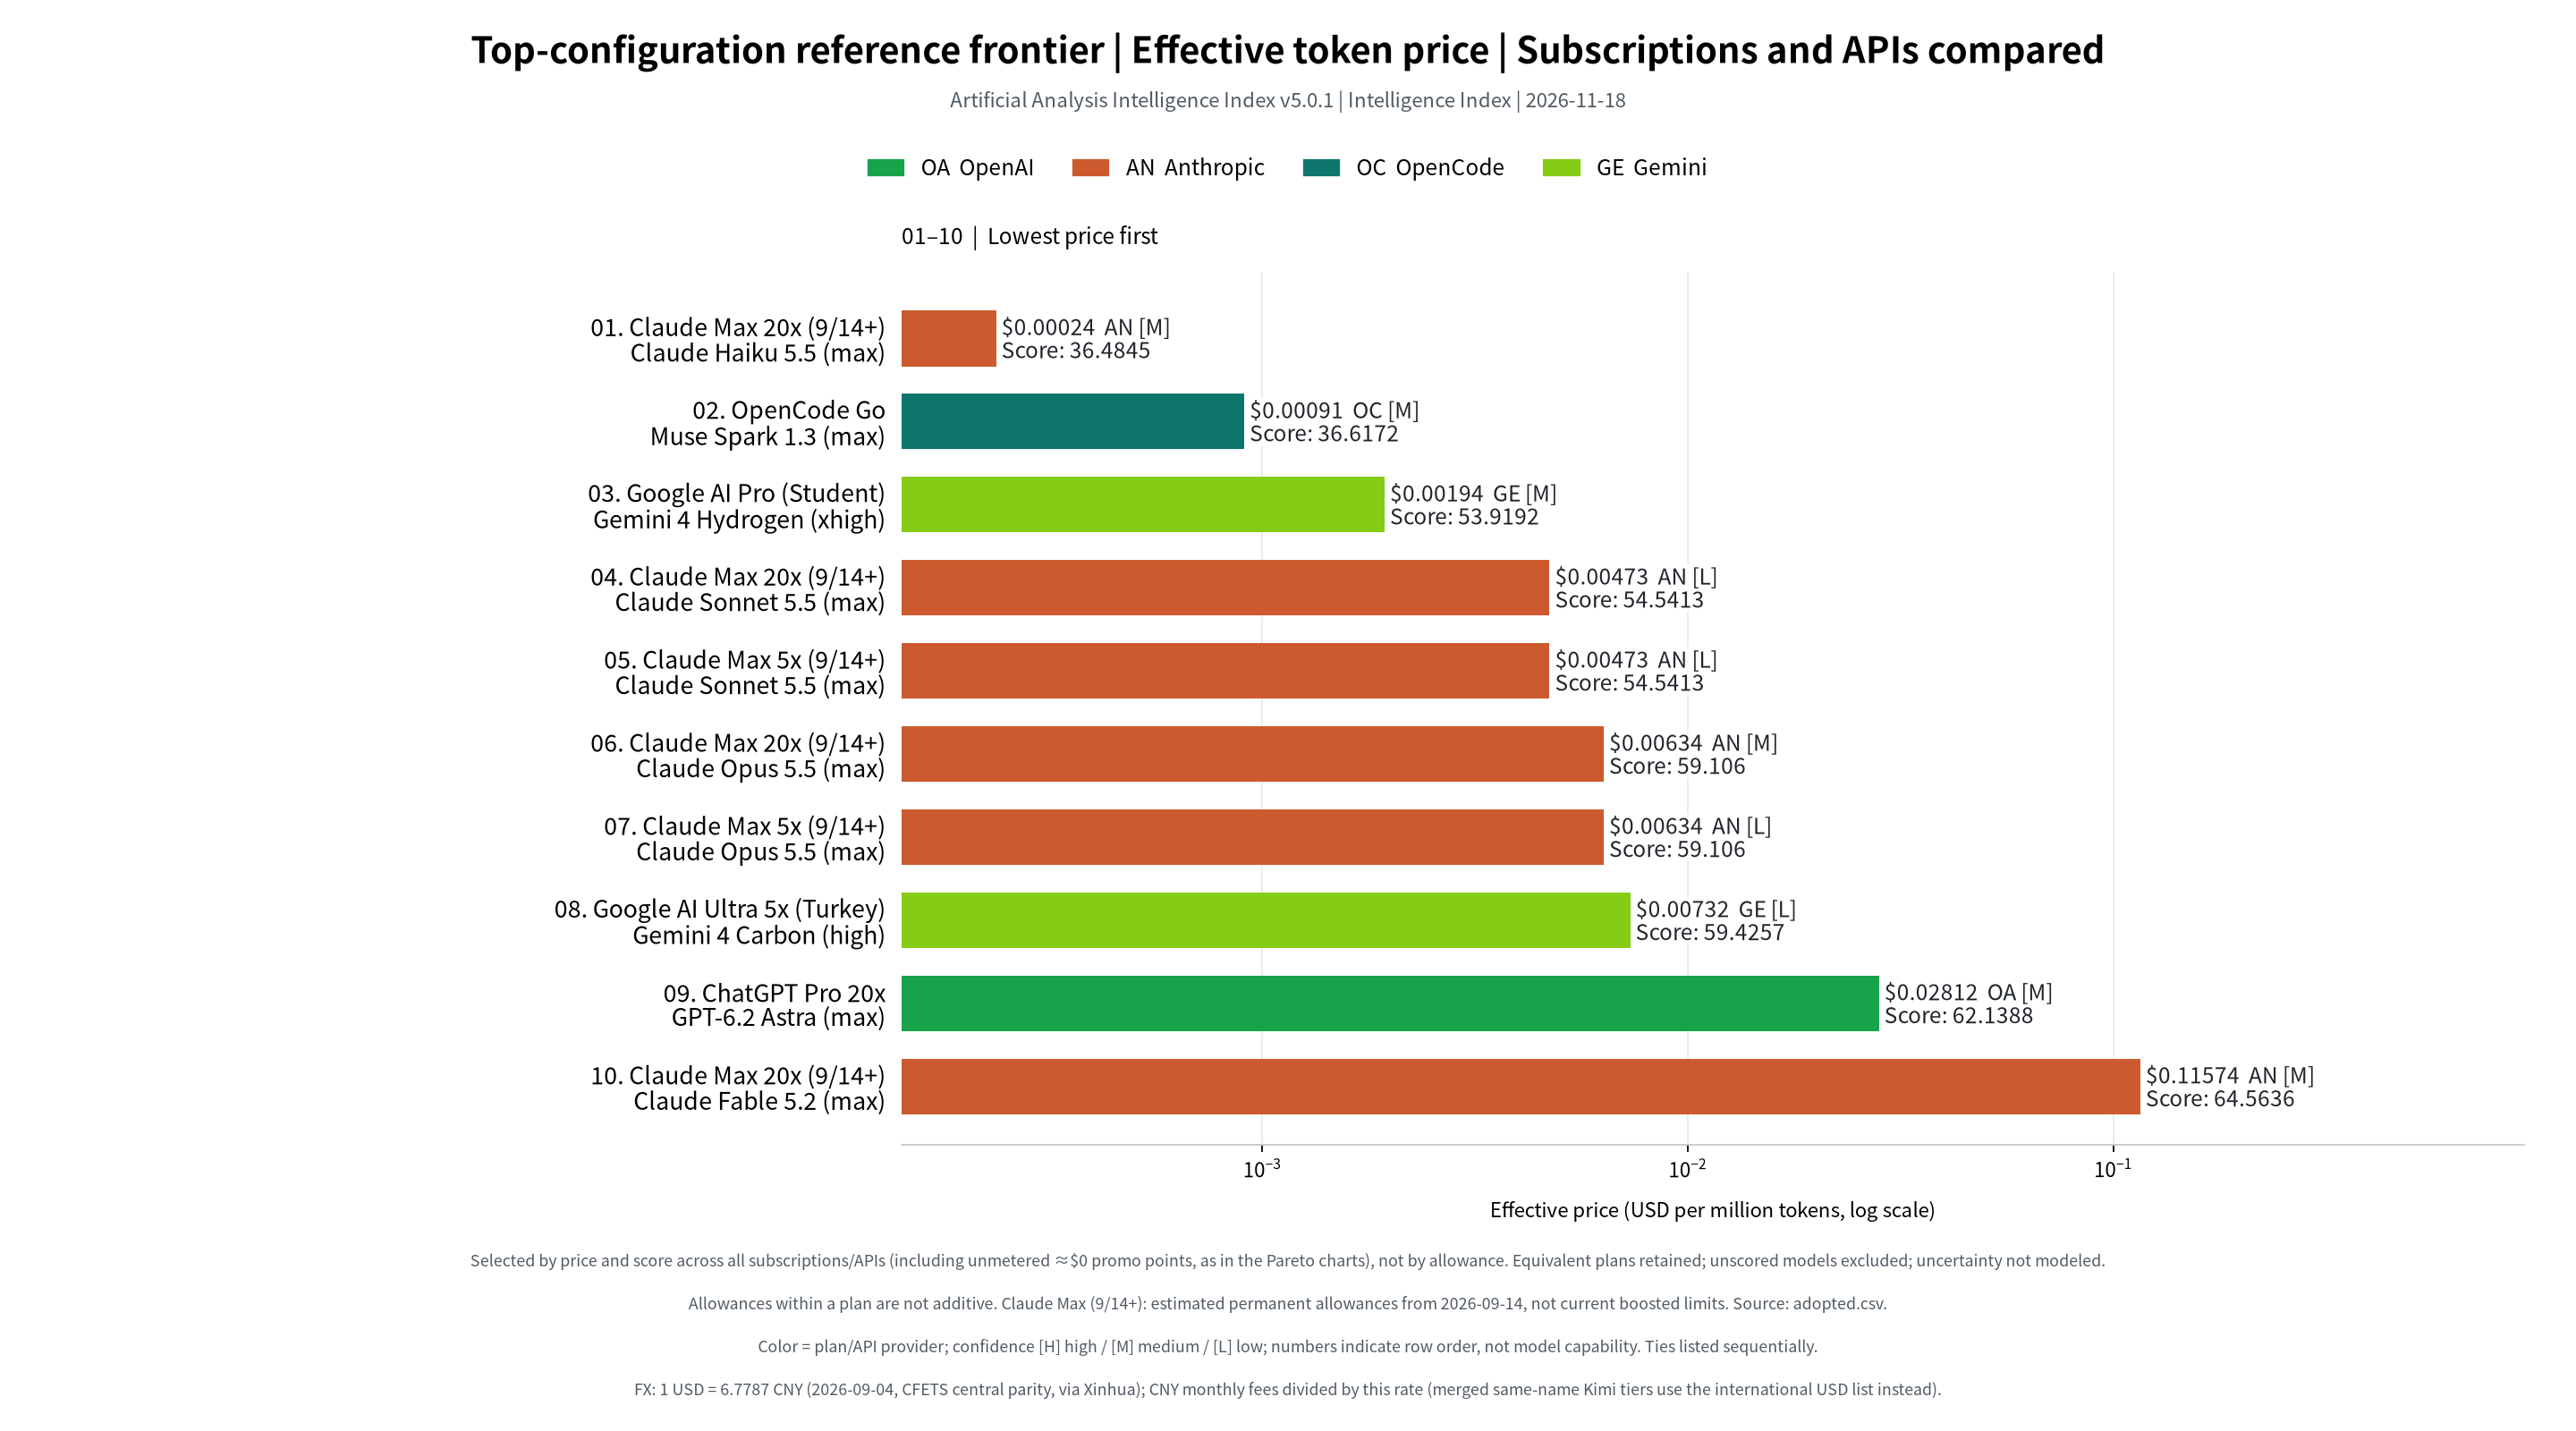 Top-configuration reference frontier | Effective token price | Subscriptions and APIs compared
Artificial Analysis Intelligence Index v5.0.1 | Intelligence Index | 2026-11-18
OA OpenAI
AN Anthropic
OC OpenCode
GE Gemini
01–10 | Lowest price first
01. Claude Max 20x (9/14+)
Claude Haiku 5.5 (max)
$0.00024 AN [M]
Score: 36.4845
02. OpenCode Go
Muse Spark 1.3 (max)
$0.00091 OC [M]
Score: 36.6172
03. Google AI Pro (Student)
Gemini 4 Hydrogen (xhigh)
$0.00194 GE [M]
Score: 53.9192
04. Claude Max 20x (9/14+)
Claude Sonnet 5.5 (max)
$0.00473 AN [L]
Score: 54.5413
05. Claude Max 5x (9/14+)
Claude Sonnet 5.5 (max)
$0.00473 AN [L]
Score: 54.5413
06. Claude Max 20x (9/14+)
Claude Opus 5.5 (max)
$0.00634 AN [M]
Score: 59.106
07. Claude Max 5x (9/14+)
Claude Opus 5.5 (max)
$0.00634 AN [L]
Score: 59.106
08. Google AI Ultra 5x (Turkey)
Gemini 4 Carbon (high)
$0.00732 GE [L]
Score: 59.4257
09. ChatGPT Pro 20x
GPT-6.2 Astra (max)
$0.02812 OA [M]
Score: 62.1388
10. Claude Max 20x (9/14+)
Claude Fable 5.2 (max)
$0.11574 AN [M]
Score: 64.5636
10⁻³
10⁻²
10⁻¹
Effective price (USD per million tokens, log scale)
Selected by price and score across all subscriptions/APIs (including unmetered ≈$0 promo points, as in the Pareto charts), not by allowance. Equivalent plans retained; unscored models excluded; uncertainty not modeled.
Allowances within a plan are not additive. Claude Max (9/14+): estimated permanent allowances from 2026-09-14, not current boosted limits. Source: adopted.csv.
Color = plan/API provider; confidence [H] high / [M] medium / [L] low; numbers indicate row order, not model capability. Ties listed sequentially.
FX: 1 USD = 6.7787 CNY (2026-09-04, CFETS central parity, via Xinhua); CNY monthly fees divided by this rate (merged same-name Kimi tiers use the international USD list instead).